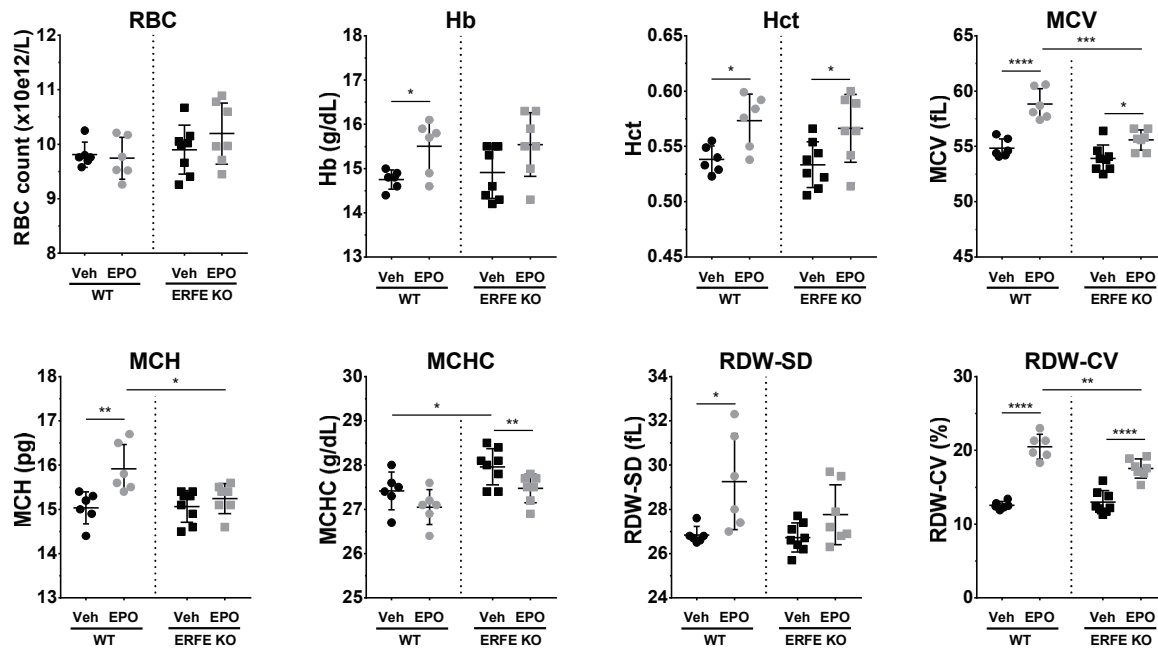 RBC
RBC count (x10e12/L)
11
10
9
8
12
Veh EPO Veh EPO
WT ERFE KO
Hb
Hb (g/dL)
18
17
16
15
14
13
*
Veh EPO Veh EPO
WT ERFE KO
Hct
Hct
0.65
0.60
0.55
0.50
0.45
* *
Veh EPO Veh EPO
WT ERFE KO
MCV
MCV (fL)
65
60
55
50
45
***
****
*
Veh EPO Veh EPO
WT ERFE KO
MCH
MCH (pg)
18
17
16
15
14
13
*
**
Veh EPO Veh EPO
WT ERFE KO
MCHC
MCHC (g/dL)
30
29
28
27
26
25
*
**
Veh EPO Veh EPO
WT ERFE KO
RDW-SD
RDW-SD (fL)
34
32
30
28
26
24
*
Veh EPO Veh EPO
WT ERFE KO
RDW-CV
RDW-CV (%)
30
20
10
0
**
****
****
Veh EPO Veh EPO
WT ERFE KO